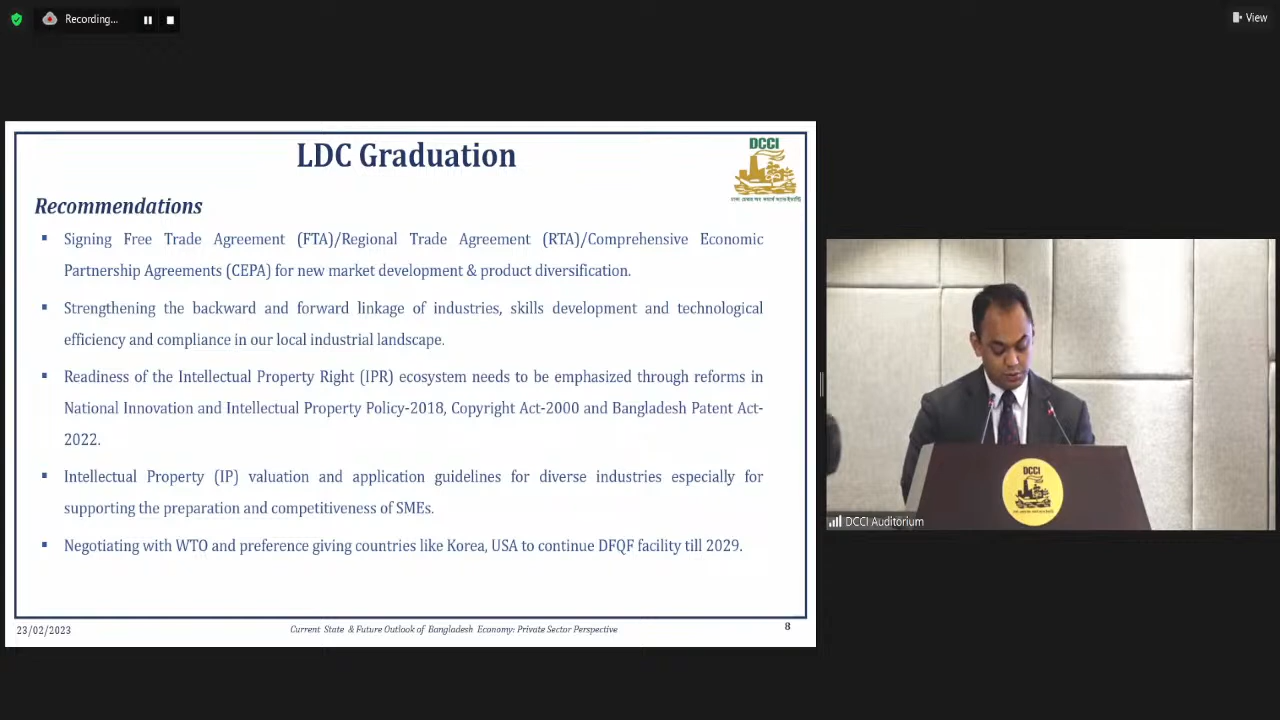 Recording...
View
LDC Graduation
DCCI
Recommendations
▪ Signing Free Trade Agreement (FTA)/Regional Trade Agreement (RTA)/Comprehensive Economic
Partnership Agreements (CEPA) for new market development & product diversification.
▪ Strengthening the backward and forward linkage of industries, skills development and technological
efficiency and compliance in our local industrial landscape.
▪ Readiness of the Intellectual Property Right (IPR) ecosystem needs to be emphasized through reforms in
National Innovation and Intellectual Property Policy-2018, Copyright Act-2000 and Bangladesh Patent Act-
2022.
▪ Intellectual Property (IP) valuation and application guidelines for diverse industries especially for
supporting the preparation and competitiveness of SMEs.
▪ Negotiating with WTO and preference giving countries like Korea, USA to continue DFQF facility till 2029.
23/02/2023
Current State & Future Outlook of Bangladesh Economy: Private Sector Perspective
8
DCCI
DCCI Auditorium